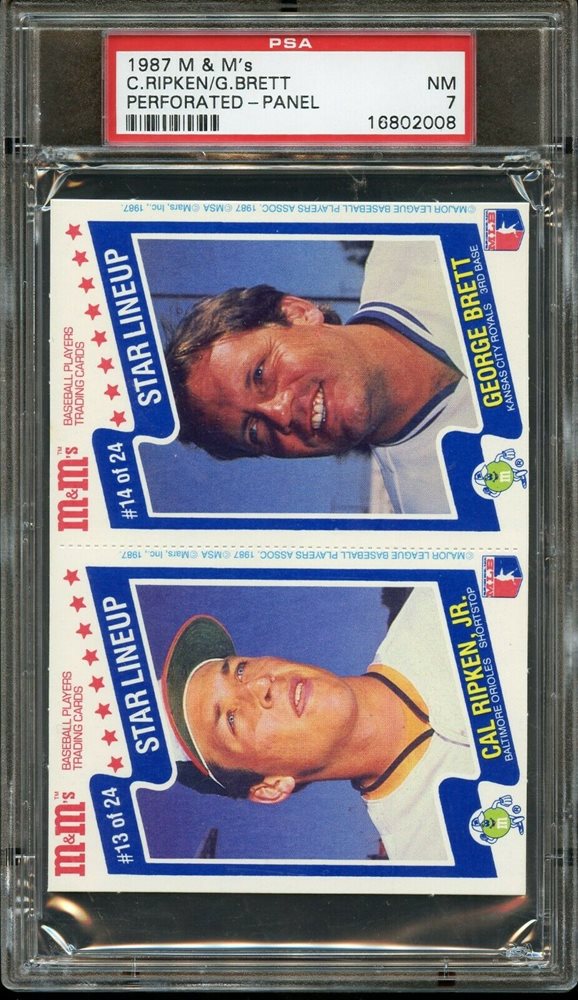 PSA
1987 M & M's
C.RIPKEN/G.BRETT NM
PERFORATED-PANEL 7
16802008
M&M's™
BASEBALL PLAYERS
TRADING CARDS
#13 of 24
STAR LINEUP
CAL RIPKEN, JR.
BALTIMORE ORIOLES SHORTSTOP
m
©MAJOR LEAGUE BASEBALL PLAYERS ASSOC. 1987 ©MSA ©Mars, Inc., 1987.
M&M's™
BASEBALL PLAYERS
TRADING CARDS
#14 of 24
STAR LINEUP
GEORGE BRETT
KANSAS CITY ROYALS 3RD BASE
m
©MAJOR LEAGUE BASEBALL PLAYERS ASSOC. 1987 ©MSA ©Mars, Inc., 1987.